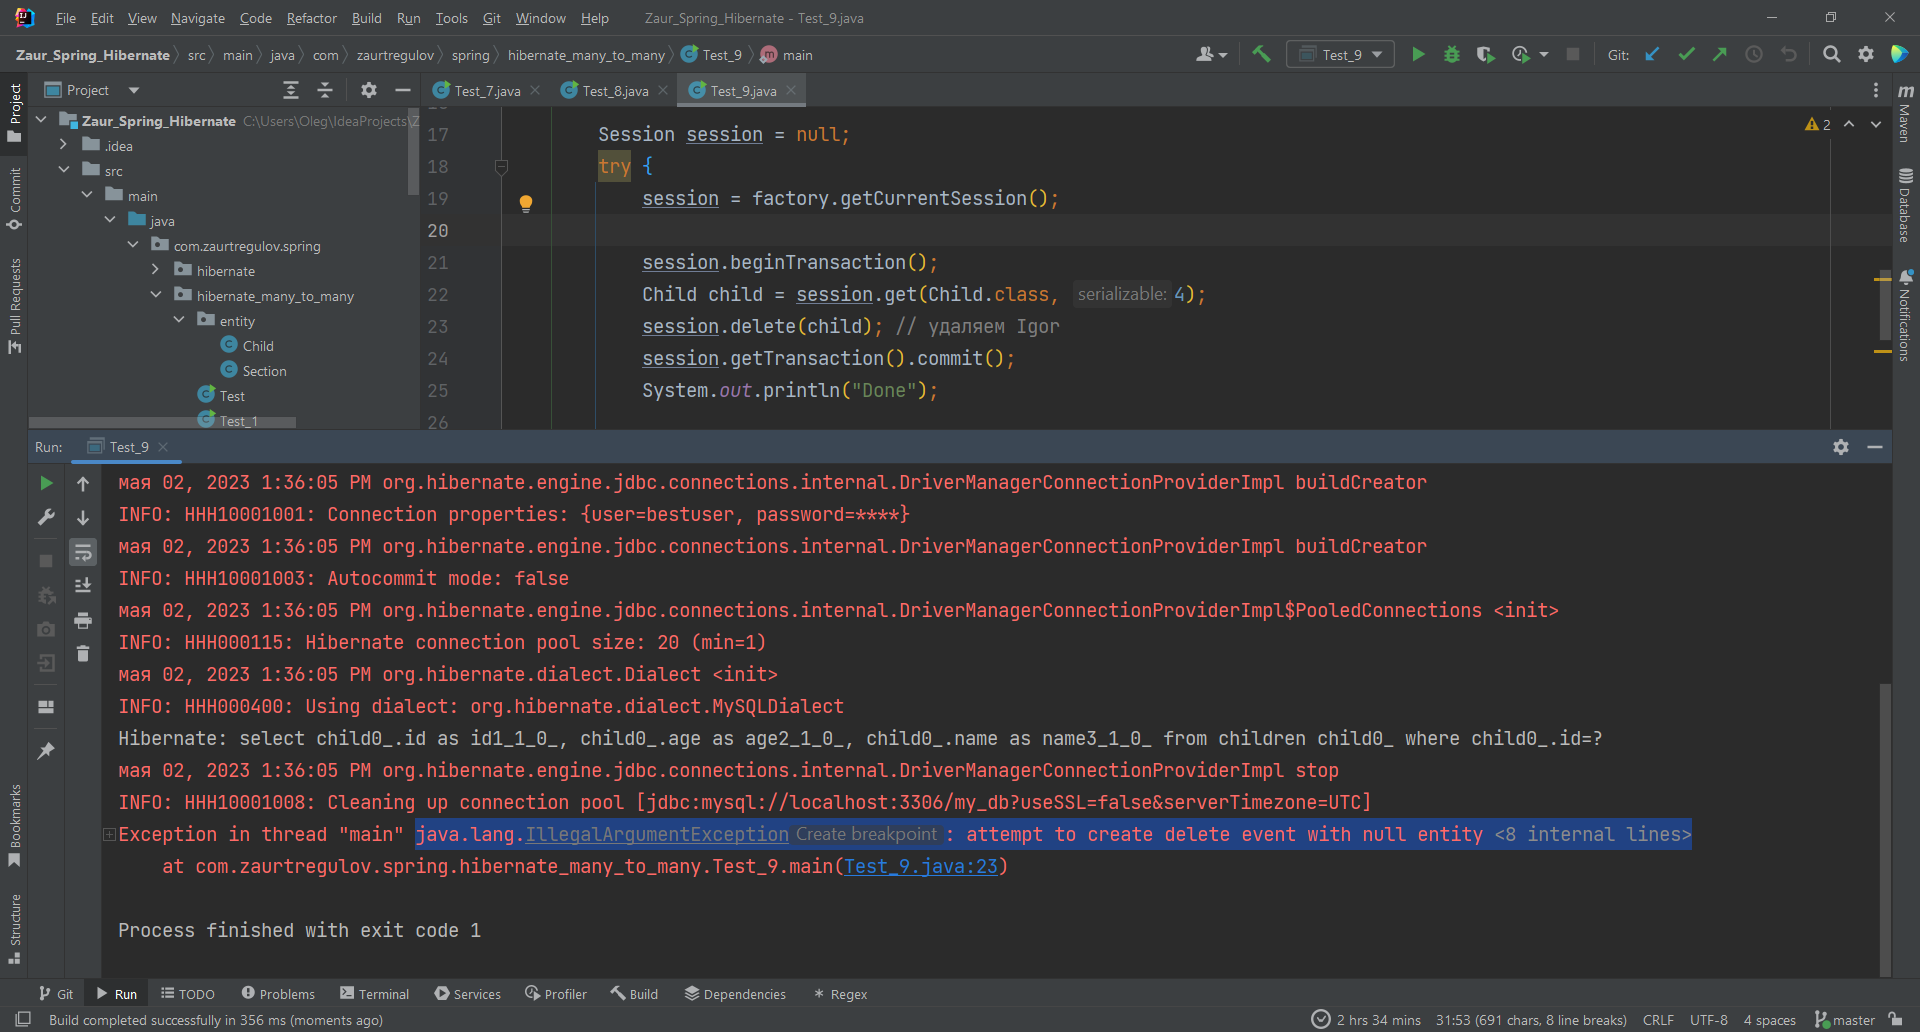 File Edit View Navigate Code Refactor Build Run Tools Git Window Help Zaur_Spring_Hibernate - Test_9.java
Zaur_Spring_Hibernate src main java com zaurtregulov spring hibernate_many_to_many Test_9 main Test_9 Git:
Project
Test_7.java Test_8.java Test_9.java
Zaur_Spring_Hibernate C:\Users\Oleg\IdeaProjects\Z
.idea
src
main
java
com.zaurtregulov.spring
hibernate
hibernate_many_to_many
entity
Child
Section
Test
Test_1
17 Session session = null;
18 try {
19 session = factory.getCurrentSession();
20
21 session.beginTransaction();
22 Child child = session.get(Child.class, serializable: 4);
23 session.delete(child); // удаляем Igor
24 session.getTransaction().commit();
25 System.out.println("Done");
26
2
Project
Commit
Pull Requests
Bookmarks
Structure
Maven
Database
Notifications
Run: Test_9
мая 02, 2023 1:36:05 PM org.hibernate.engine.jdbc.connections.internal.DriverManagerConnectionProviderImpl buildCreator
INFO: HHH10001001: Connection properties: {user=bestuser, password=****}
мая 02, 2023 1:36:05 PM org.hibernate.engine.jdbc.connections.internal.DriverManagerConnectionProviderImpl buildCreator
INFO: HHH10001003: Autocommit mode: false
мая 02, 2023 1:36:05 PM org.hibernate.engine.jdbc.connections.internal.DriverManagerConnectionProviderImpl$PooledConnections <init>
INFO: HHH000115: Hibernate connection pool size: 20 (min=1)
мая 02, 2023 1:36:05 PM org.hibernate.dialect.Dialect <init>
INFO: HHH000400: Using dialect: org.hibernate.dialect.MySQLDialect
Hibernate: select child0_.id as id1_1_0_, child0_.age as age2_1_0_, child0_.name as name3_1_0_ from children child0_ where child0_.id=?
мая 02, 2023 1:36:05 PM org.hibernate.engine.jdbc.connections.internal.DriverManagerConnectionProviderImpl stop
INFO: HHH10001008: Cleaning up connection pool [jdbc:mysql://localhost:3306/my_db?useSSL=false&serverTimezone=UTC]
Exception in thread "main" java.lang.IllegalArgumentException Create breakpoint : attempt to create delete event with null entity <8 internal lines>
at com.zaurtregulov.spring.hibernate_many_to_many.Test_9.main(Test_9.java:23)
Process finished with exit code 1
Git Run TODO Problems Terminal Services Profiler Build Dependencies Regex
Build completed successfully in 356 ms (moments ago) 2 hrs 34 mins 31:53 (691 chars, 8 line breaks) CRLF UTF-8 4 spaces master